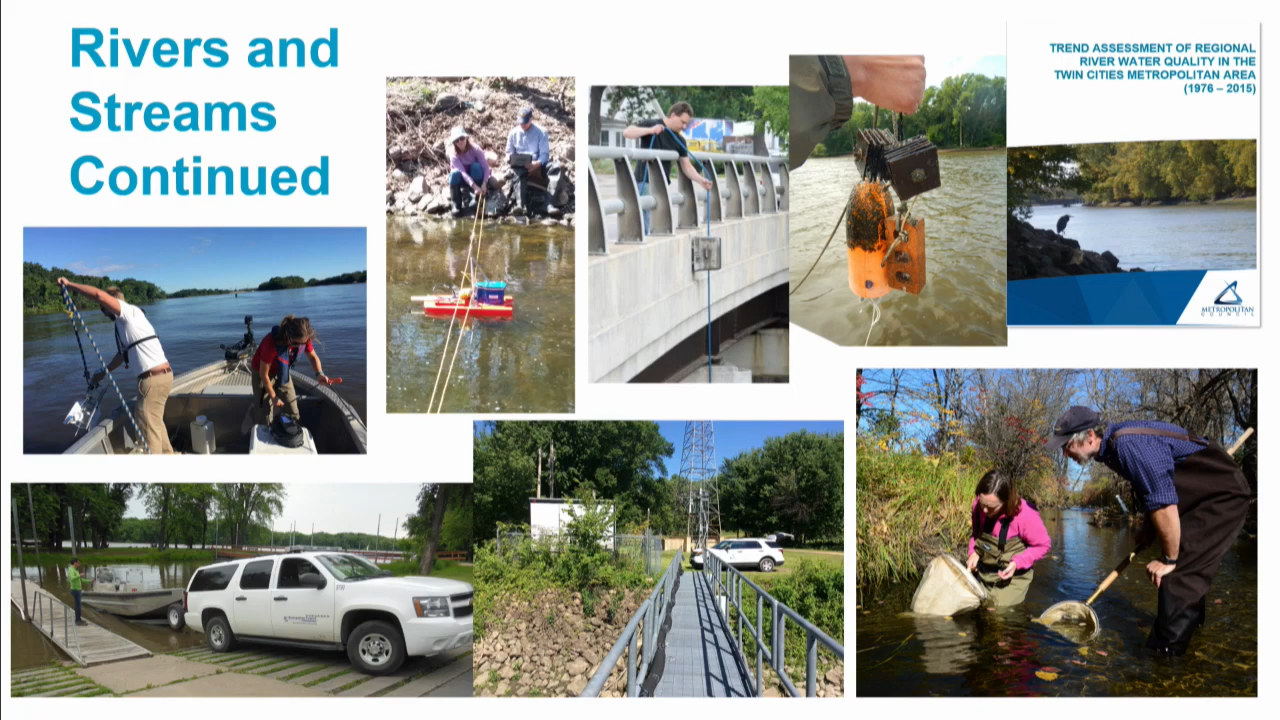 Rivers and
Streams
Continued
TREND ASSESSMENT OF REGIONAL
RIVER WATER QUALITY IN THE
TWIN CITIES METROPOLITAN AREA
(1976 – 2015)
METROPOLITAN
COUNCIL